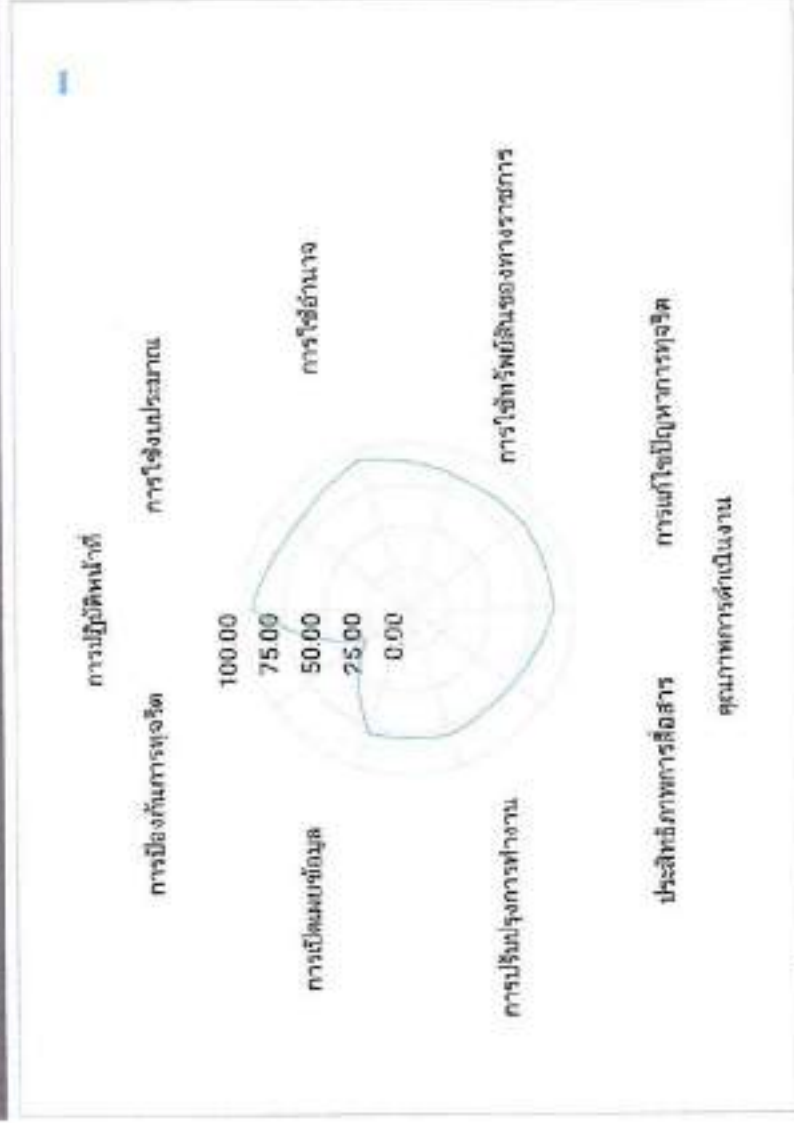 การปฏิบัติหน้าที่
การป้องกันการทุจริต
การใช้งบประมาณ
100.00
75.00
50.00
25.00
0.00
การเปิดเผยข้อมูล
การใช้อำนาจ
การปรับปรุงการทำงาน
การใช้ทรัพย์สินของทางราชการ
ประสิทธิภาพการสื่อสาร
การแก้ไขปัญหาการทุจริต
คุณภาพการดำเนินงาน